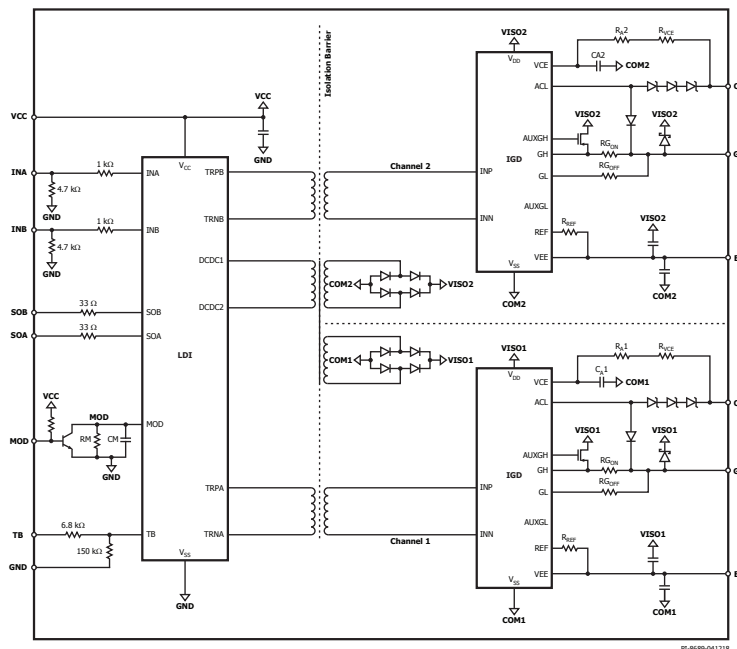 Isolation Barrier
VCC
VCC
GND
INA
1 kΩ
4.7 kΩ
GND
INB
1 kΩ
4.7 kΩ
GND
SOB
33 Ω
SOA
33 Ω
VCC
MOD
MOD
RM
CM
GND
TB
6.8 kΩ
150 kΩ
GND
VCC
INA
INB
SOB
SOA
LDI
MOD
TB
VSS
GND
TRPB
TRNB
DCDC1
DCDC2
TRPA
TRNA
Channel 2
COM2
VISO2
COM1
VISO1
Channel 1
VISO2
VDD
INP
INN
IGD
VCE
ACL
AUXGH
GH
GL
AUXGL
REF
VEE
VSS
COM2
RA2
RVCE
CA2
COM2
VISO2
VISO2
RGON
RGOFF
RREF
VISO2
COM2
C
G
E
VISO1
VDD
INP
INN
IGD
VCE
ACL
AUXGH
GH
GL
AUXGL
REF
VEE
VSS
COM1
RA1
RVCE
CA1
COM1
VISO1
VISO1
RGON
RGOFF
RREF
VISO1
COM1
E
PI-8689-041218